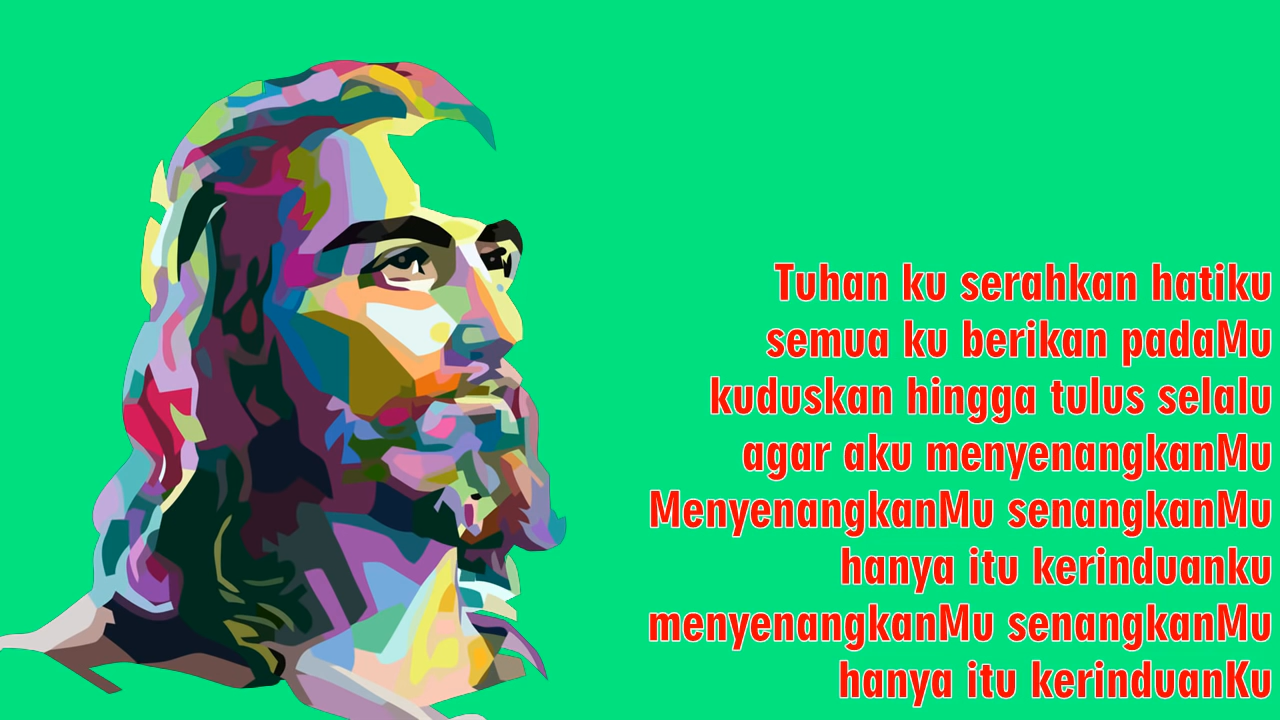 Tuhan ku serahkan hatiku
semua ku berikan padaMu
kuduskan hingga tulus selalu
agar aku menyenangkanMu
MenyenangkanMu senangkanMu
hanya itu kerinduanku
menyenangkanMu senangkanMu
hanya itu kerinduanKu